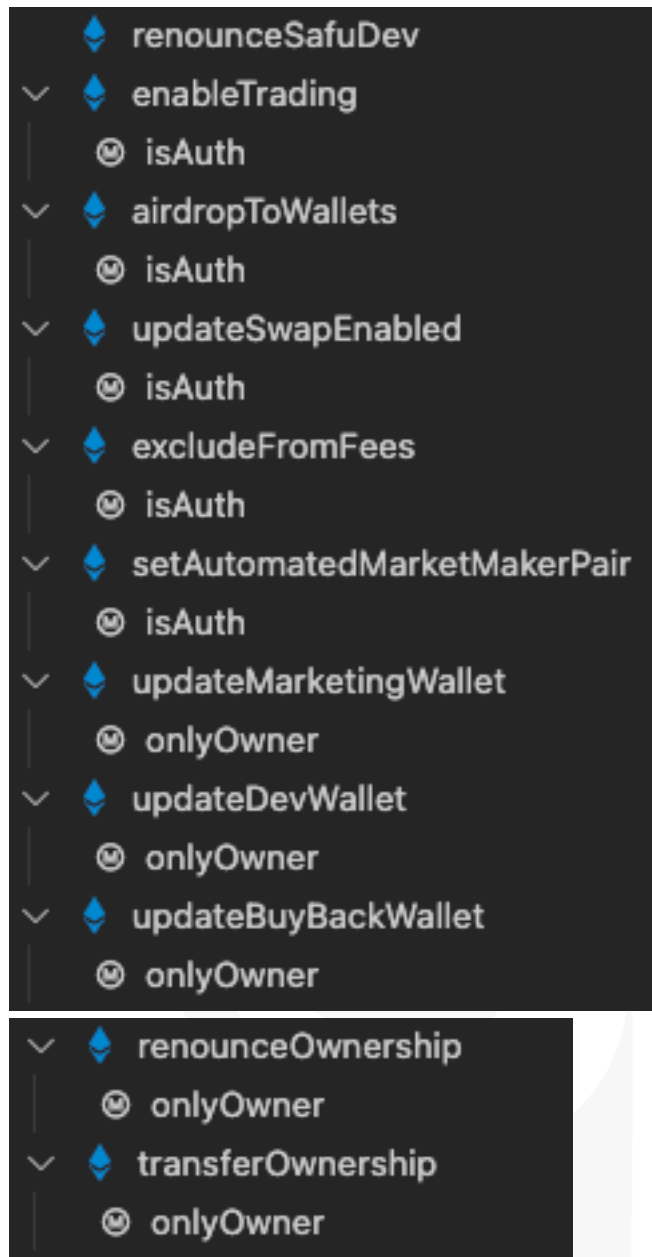 renounceSafuDev
enableTrading
isAuth
airdropToWallets
isAuth
updateSwapEnabled
isAuth
excludeFromFees
isAuth
setAutomatedMarketMakerPair
isAuth
updateMarketingWallet
onlyOwner
updateDevWallet
onlyOwner
updateBuyBackWallet
onlyOwner
renounceOwnership
onlyOwner
transferOwnership
onlyOwner